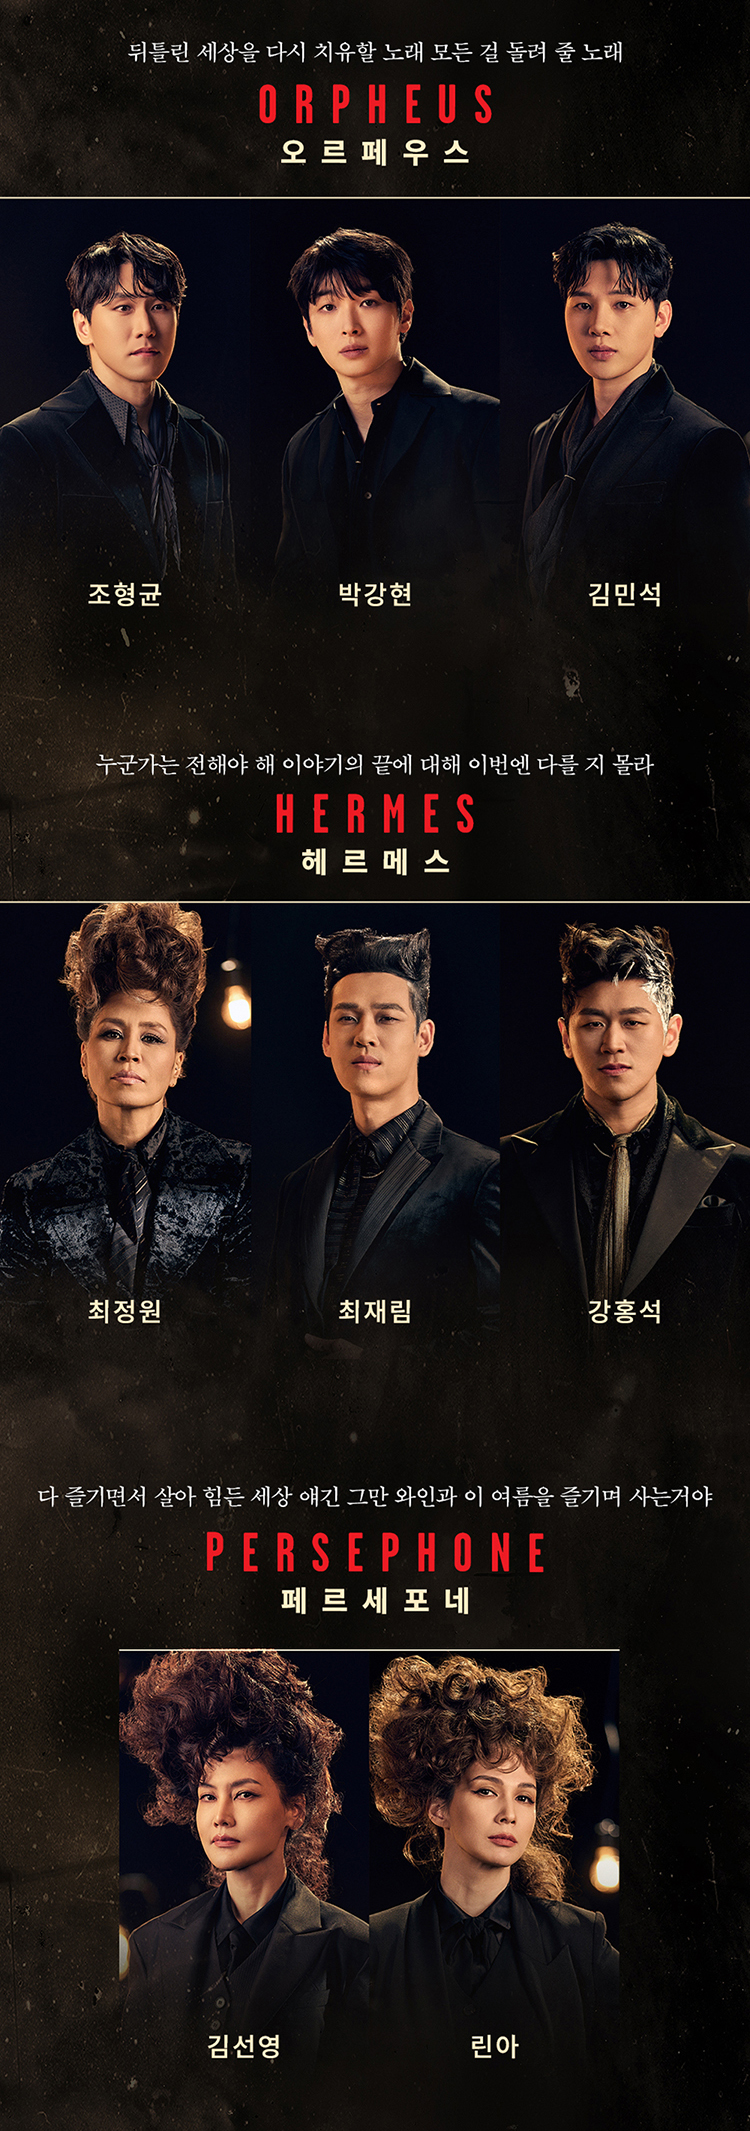 뒤틀린 세상을 다시 치유할 노래 모든 걸 돌려 줄 노래
ORPHEUS
오르페우스
조형균 박강현 김민석
누군가는 전해야 해 이야기의 끝에 대해 이번엔 다를 지 몰라
HERMES
헤르메스
최정원 최재림 강홍석
다 즐기면서 살아 힘든 세상 얘긴 그만 와인과 이 여름을 즐기며 사는거야
PERSEPHONE
페르세포네
김선영 린아